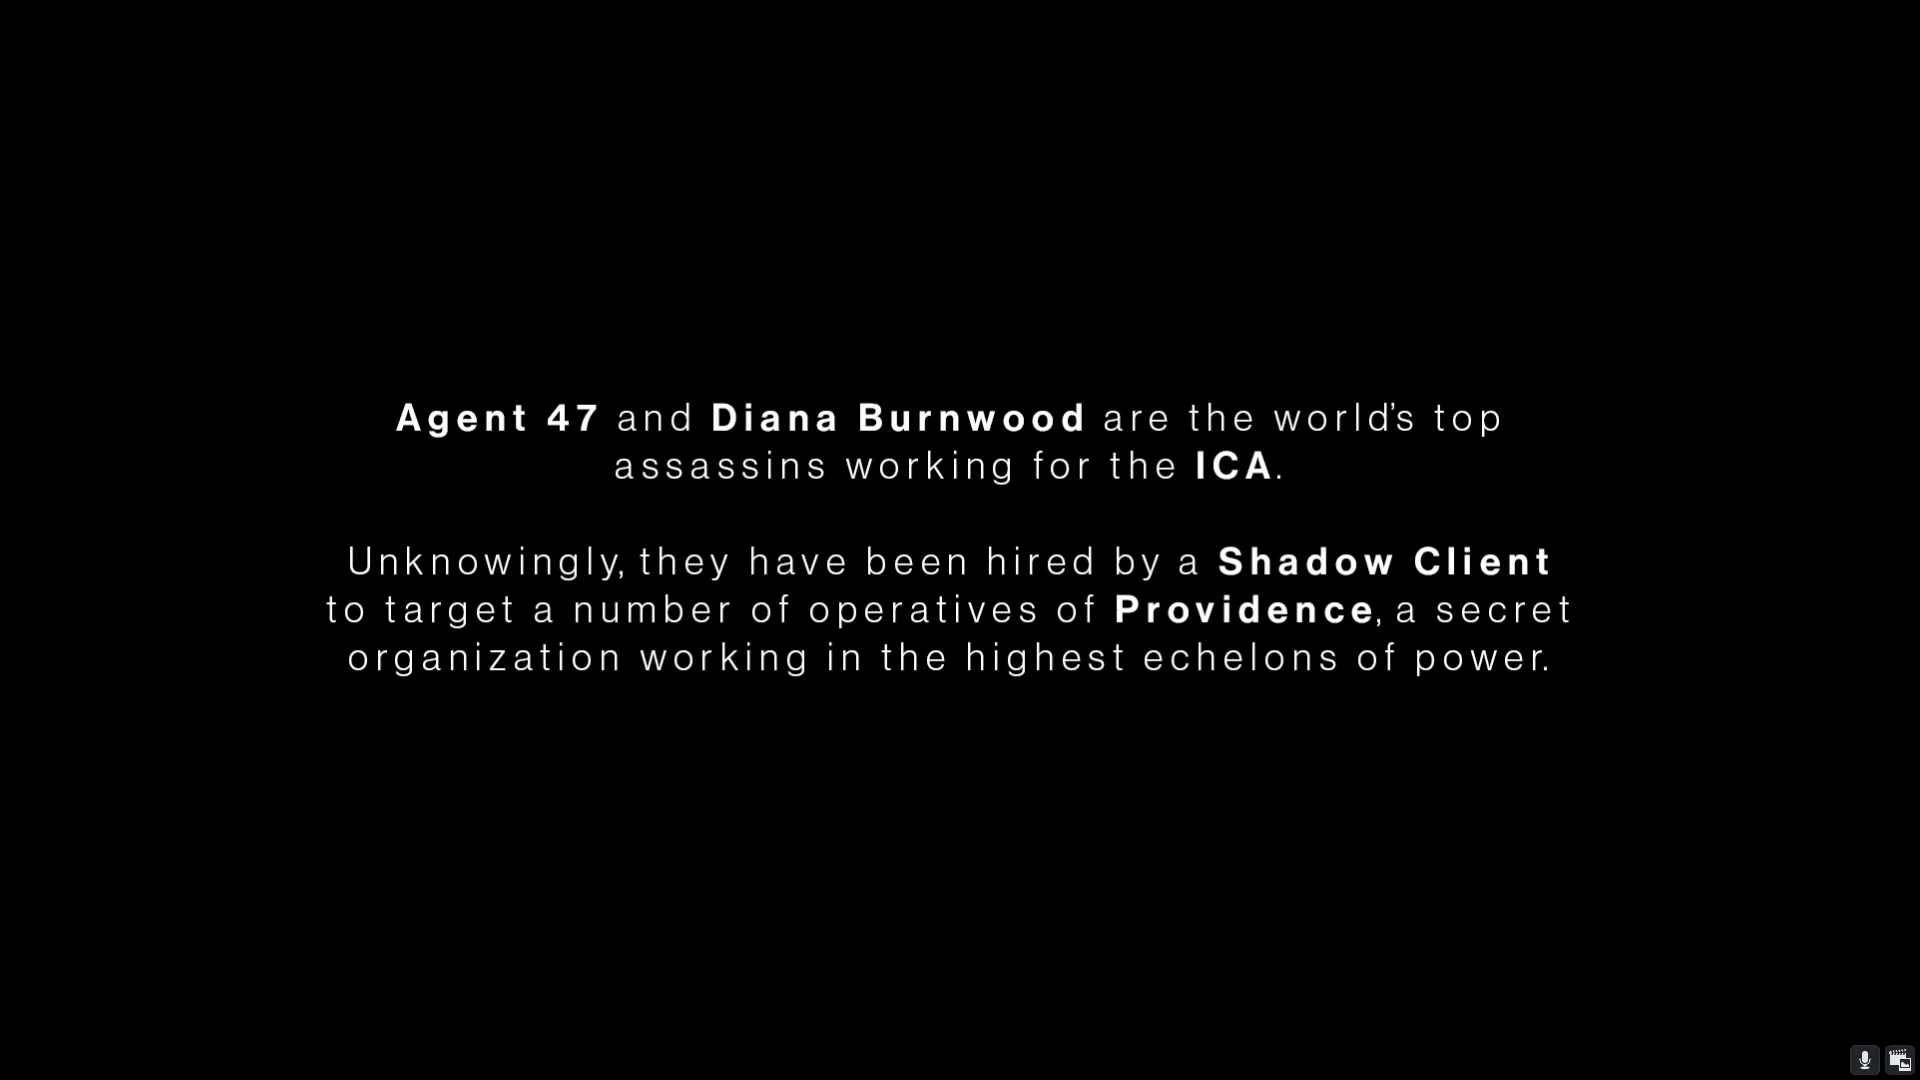 Agent 47 and Diana Burnwood are the world's top
assassins working for the ICA.
Unknowingly, they have been hired by a Shadow Client
to target a number of operatives of Providence, a secret
organization working in the highest echelons of power.